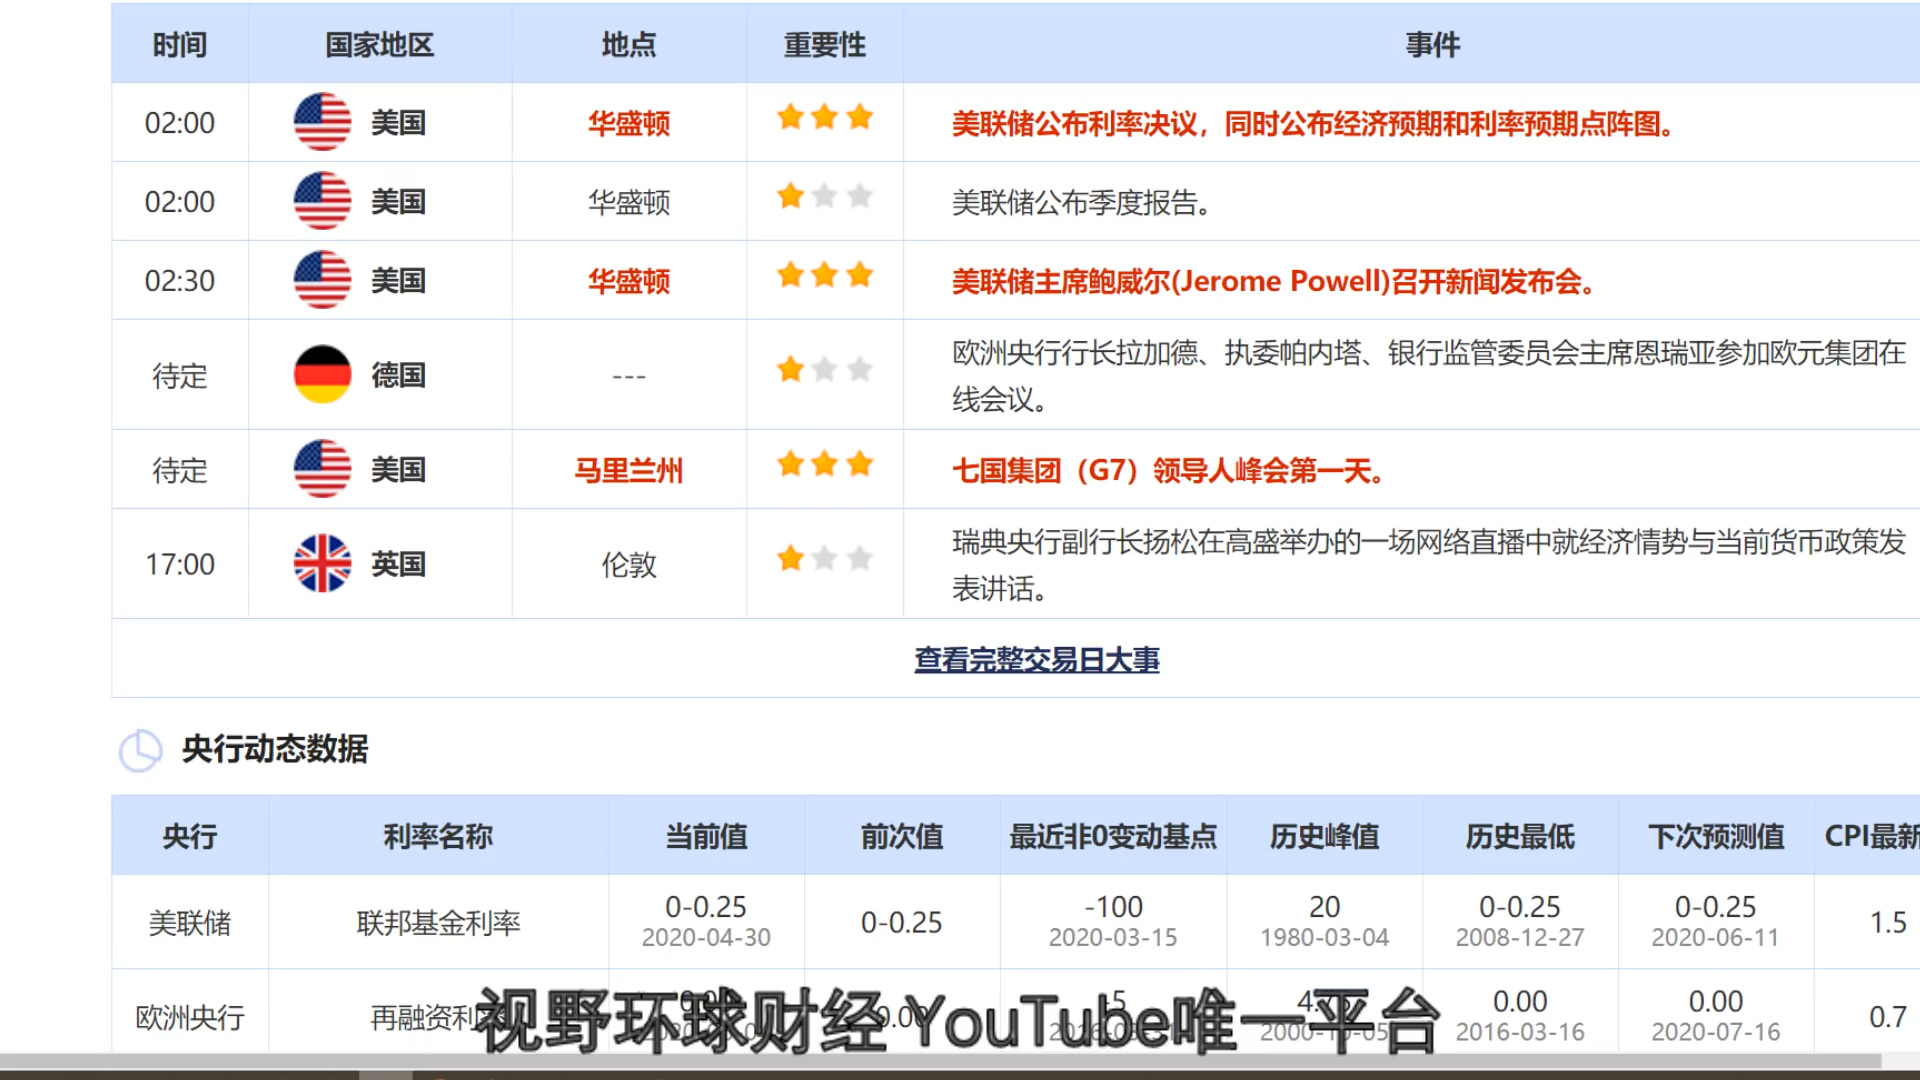 时间 国家地区 地点 重要性 事件
02:00 美国 华盛顿 美联储公布利率决议，同时公布经济预期和利率预期点阵图。
02:00 美国 华盛顿 美联储公布季度报告。
02:30 美国 华盛顿 美联储主席鲍威尔(Jerome Powell)召开新闻发布会。
待定 德国 --- 欧洲央行行长拉加德、执委帕内塔、银行监管委员会主席恩瑞亚参加欧元集团在
线会议。
待定 美国 马里兰州 七国集团（G7）领导人峰会第一天。
17:00 英国 伦敦 瑞典央行副行长扬松在高盛举办的一场网络直播中就经济情势与当前货币政策发
表讲话。
查看完整交易日大事
央行动态数据
央行 利率名称 当前值 前次值 最近非0变动基点 历史峰值 历史最低 下次预测值 CPI最新
美联储 联邦基金利率 0-0.25 0-0.25 -100 20 0-0.25 0-0.25 1.5
2020-04-30 2020-03-15 1980-03-04 2008-12-27 2020-06-11
欧洲央行 再融资利 0.00 0.00 0.7
2016-03-16 2020-07-16
视野环球财经 YouTube唯一平台